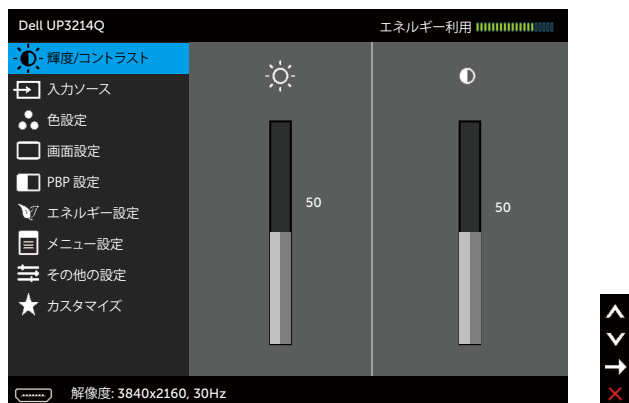 Dell UP3214Q
エネルギー利用
輝度/コントラスト
入力ソース
色設定
画面設定
PBP 設定
エネルギー設定
メニュー設定
その他の設定
カスタマイズ
50
50
解像度: 3840x2160, 30Hz